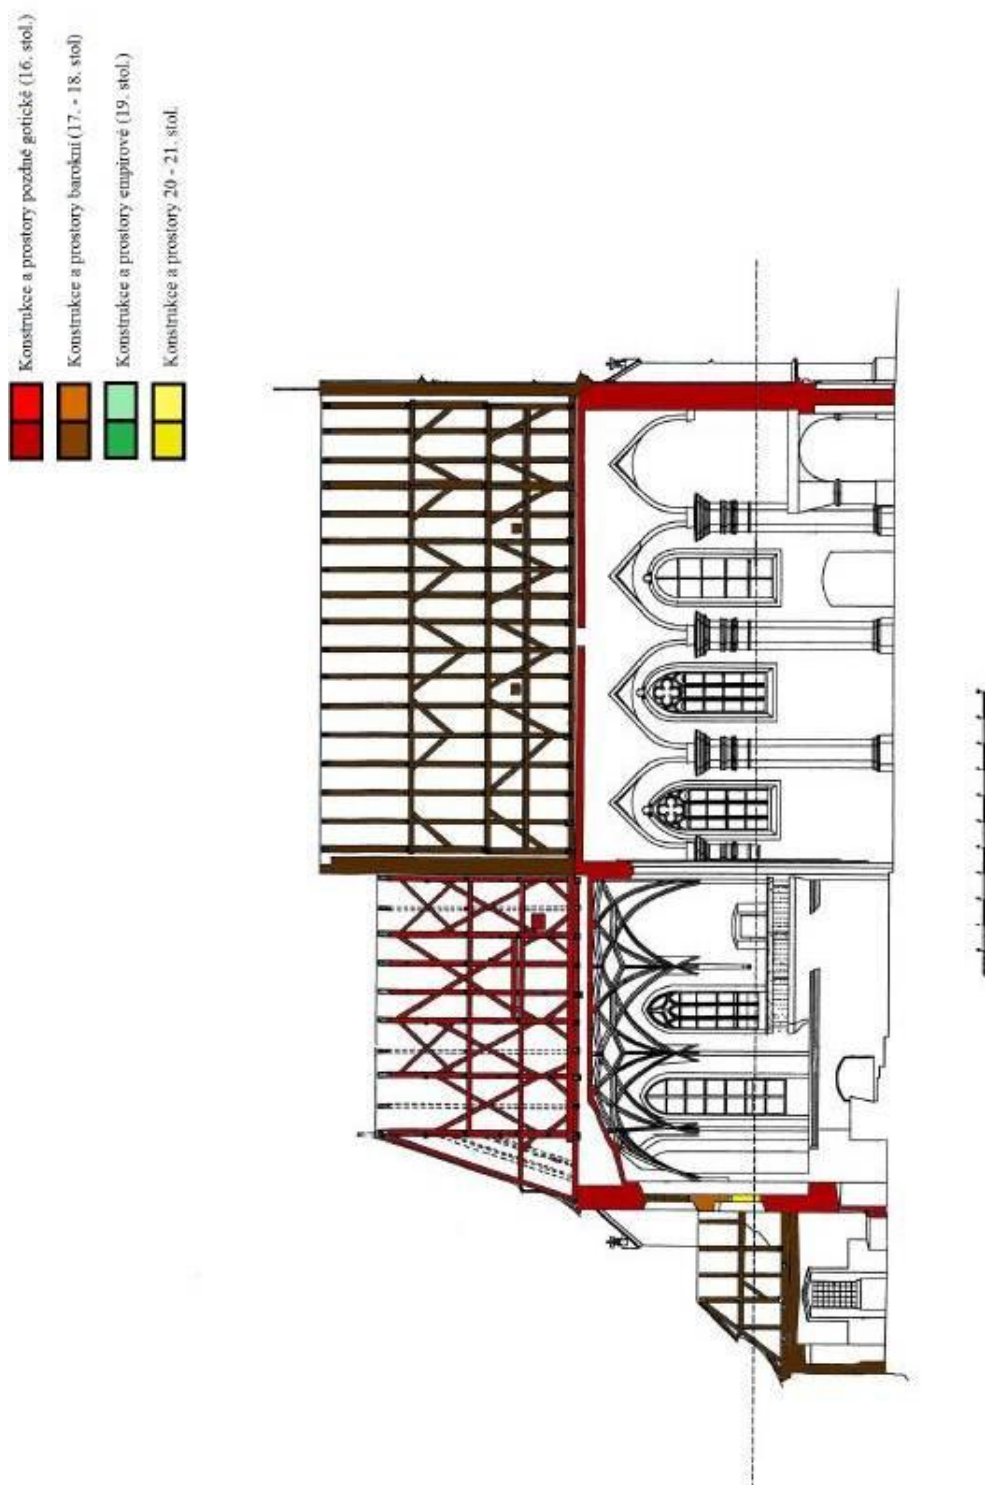 Konstrukce a prostory pozdně gotické (16. stol.)
Konstrukce a prostory barokní (17. - 18. stol)
Konstrukce a prostory empírové (19. stol.)
Konstrukce a prostory 20 - 21. stol.